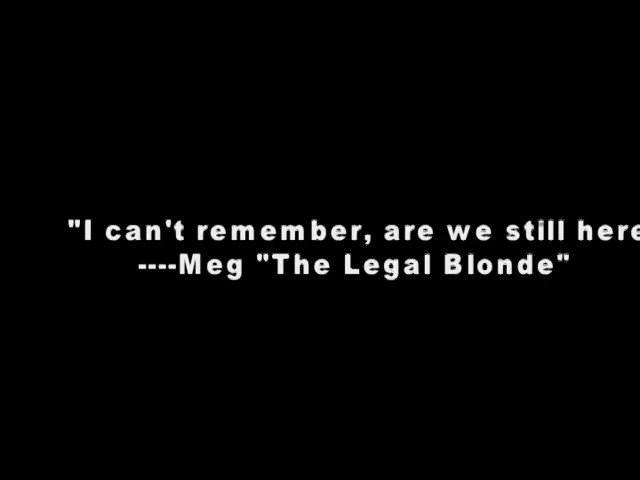 "I can't remember, are we still here
----Meg "The Legal Blonde"